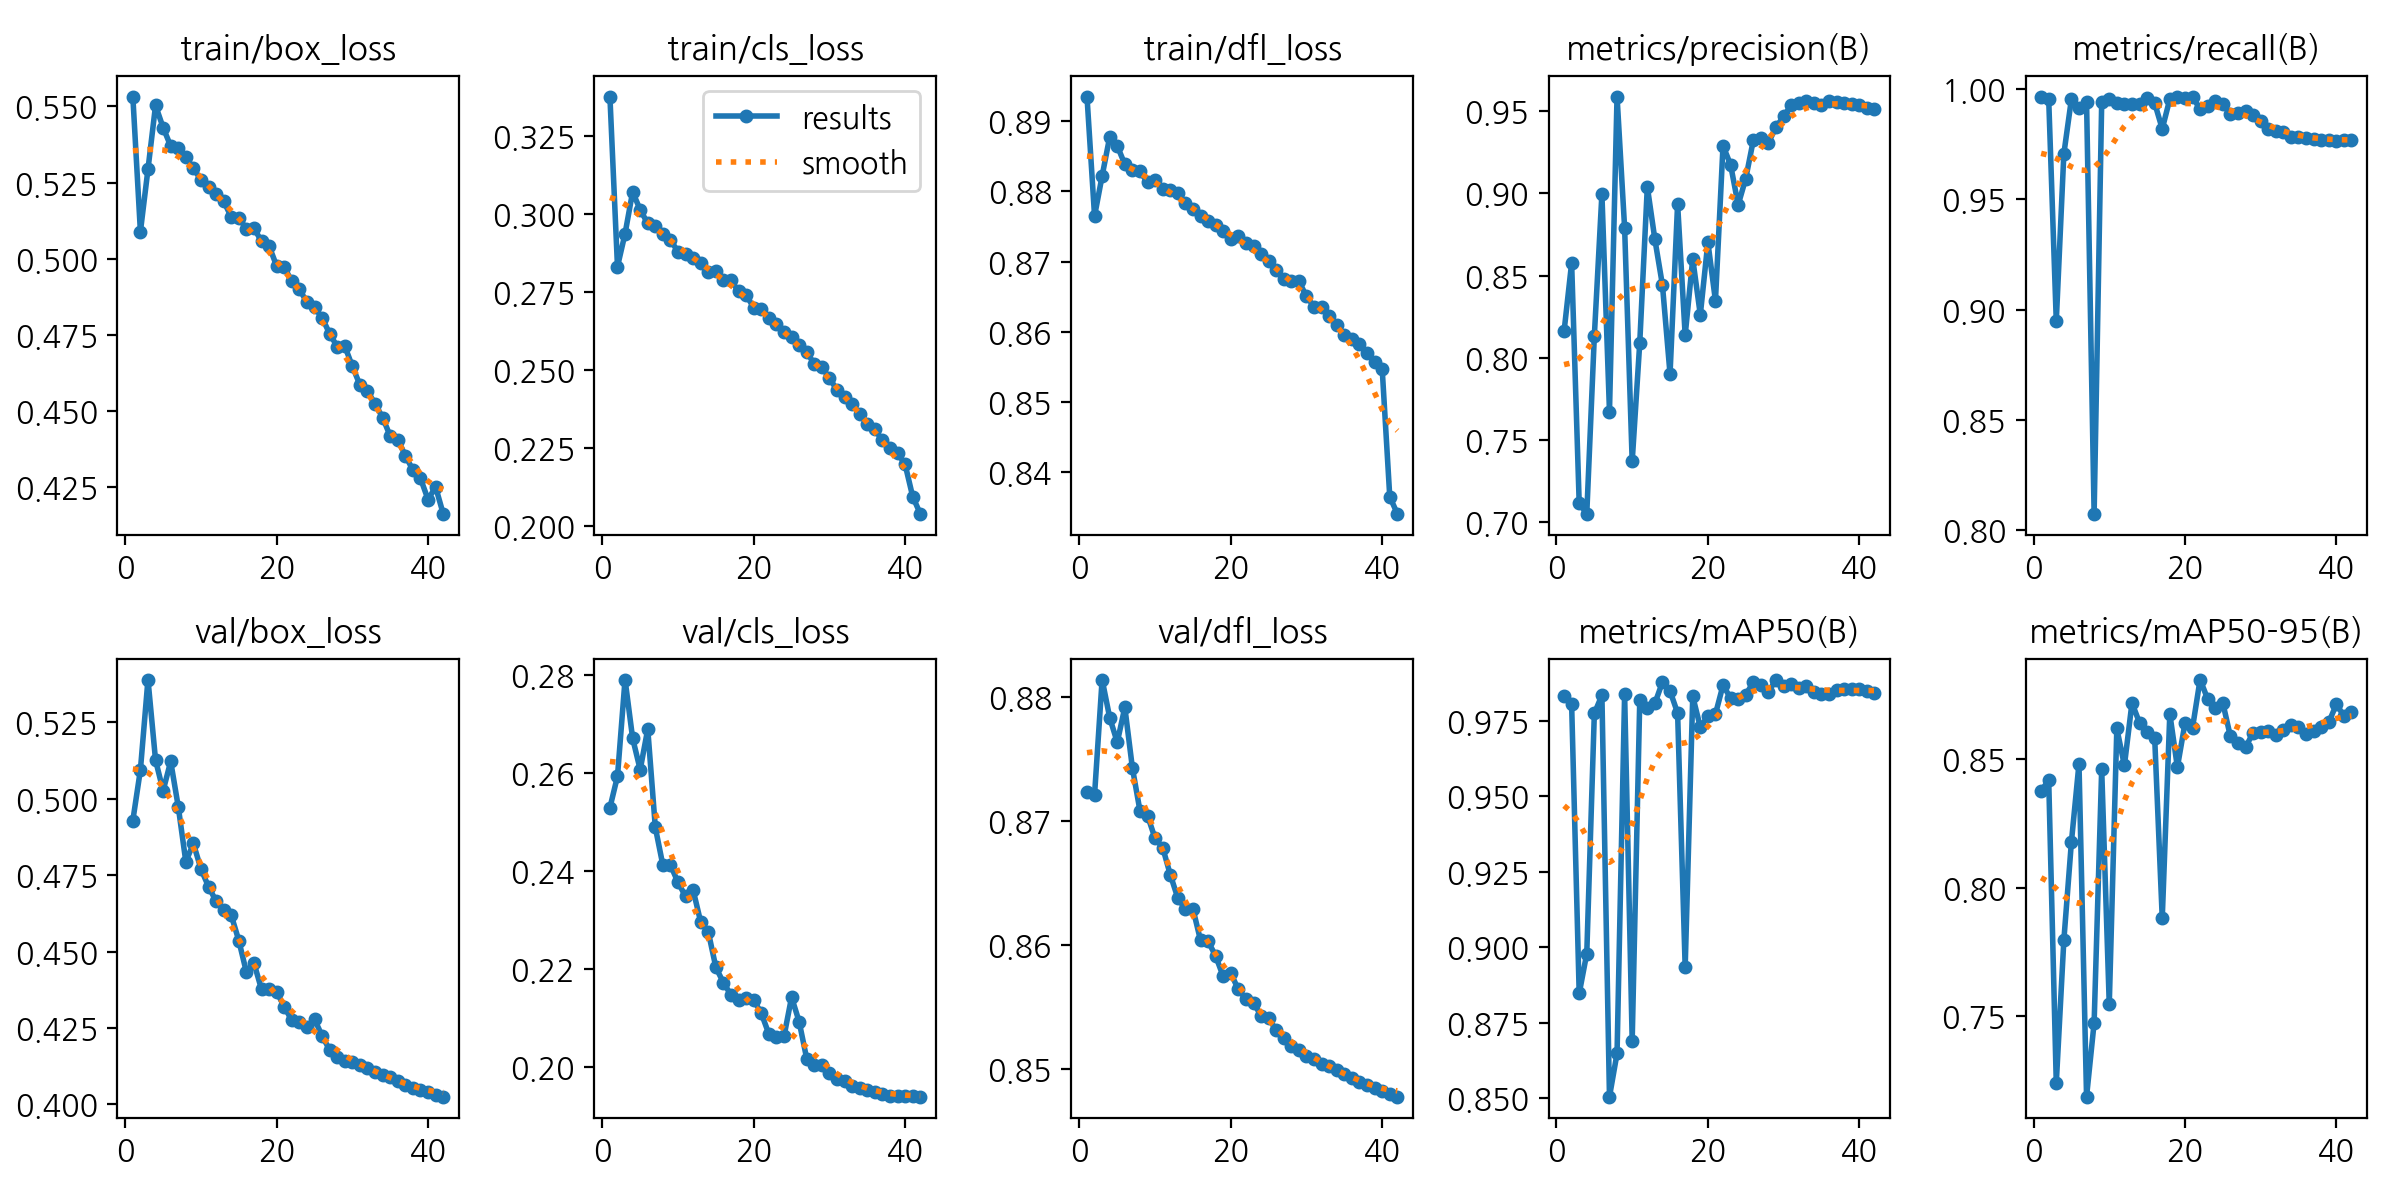 train/box_loss
0.550
0.525
0.500
0.475
0.450
0.425
0 20 40
train/cls_loss
results
smooth
0.325
0.300
0.275
0.250
0.225
0.200
0 20 40
train/dfl_loss
0.89
0.88
0.87
0.86
0.85
0.84
0 20 40
metrics/precision(B)
0.95
0.90
0.85
0.80
0.75
0.70
0 20 40
metrics/recall(B)
1.00
0.95
0.90
0.85
0.80
0 20 40
val/box_loss
0.525
0.500
0.475
0.450
0.425
0.400
0 20 40
val/cls_loss
0.28
0.26
0.24
0.22
0.20
0 20 40
val/dfl_loss
0.88
0.87
0.86
0.85
0 20 40
metrics/mAP50(B)
0.975
0.950
0.925
0.900
0.875
0.850
0 20 40
metrics/mAP50-95(B)
0.85
0.80
0.75
0 20 40